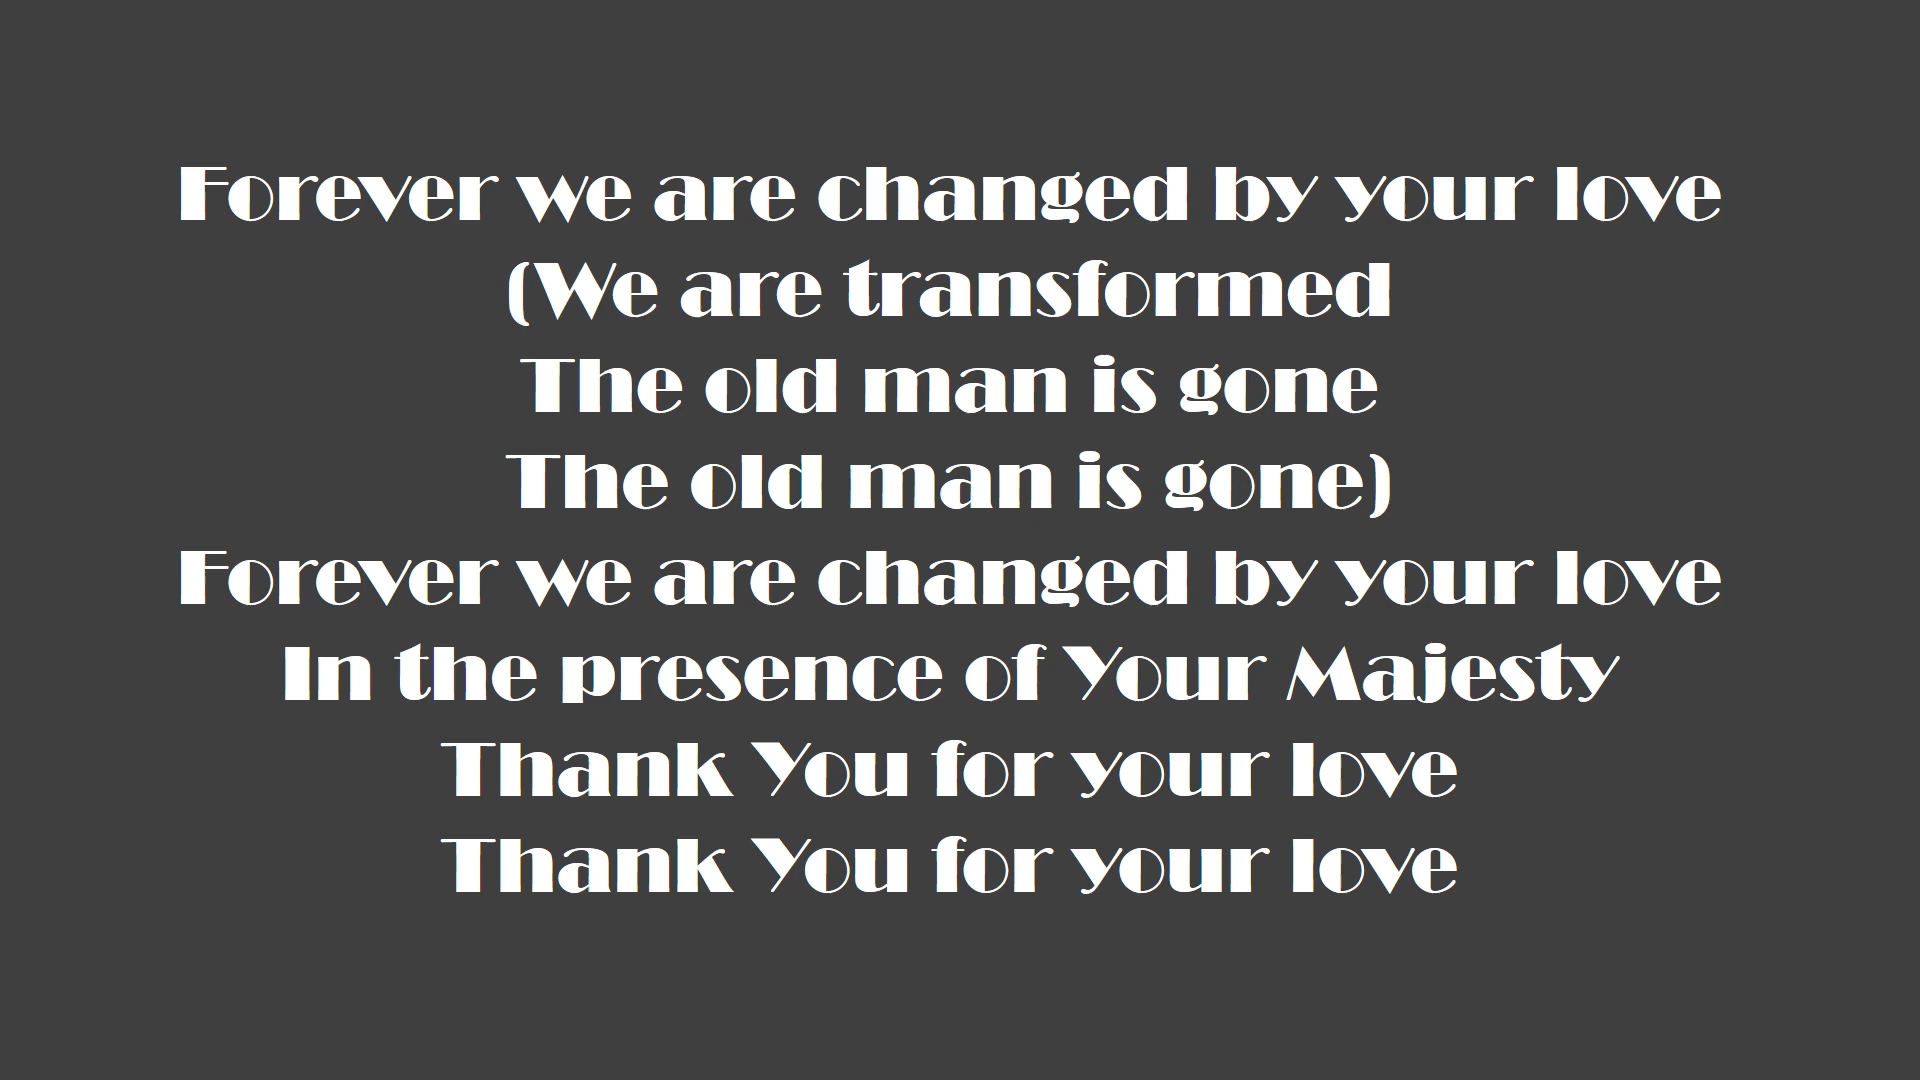 Forever we are changed by your love
(We are transformed
The old man is gone
The old man is gone)
Forever we are changed by your love
In the presence of Your Majesty
Thank You for your love
Thank You for your love